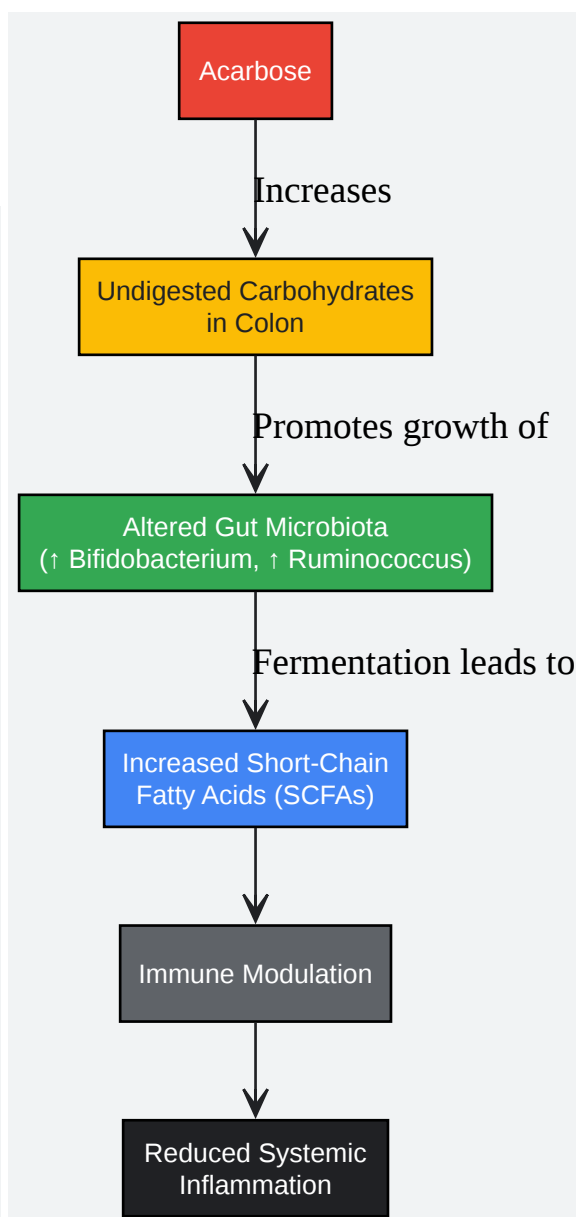 Acarbose
Increases
Undigested Carbohydrates
in Colon
Promotes growth of
Altered Gut Microbiota
(↑ Bifidobacterium, ↑ Ruminococcus)
Fermentation leads to
Increased Short-Chain
Fatty Acids (SCFAs)
Immune Modulation
Reduced Systemic
Inflammation